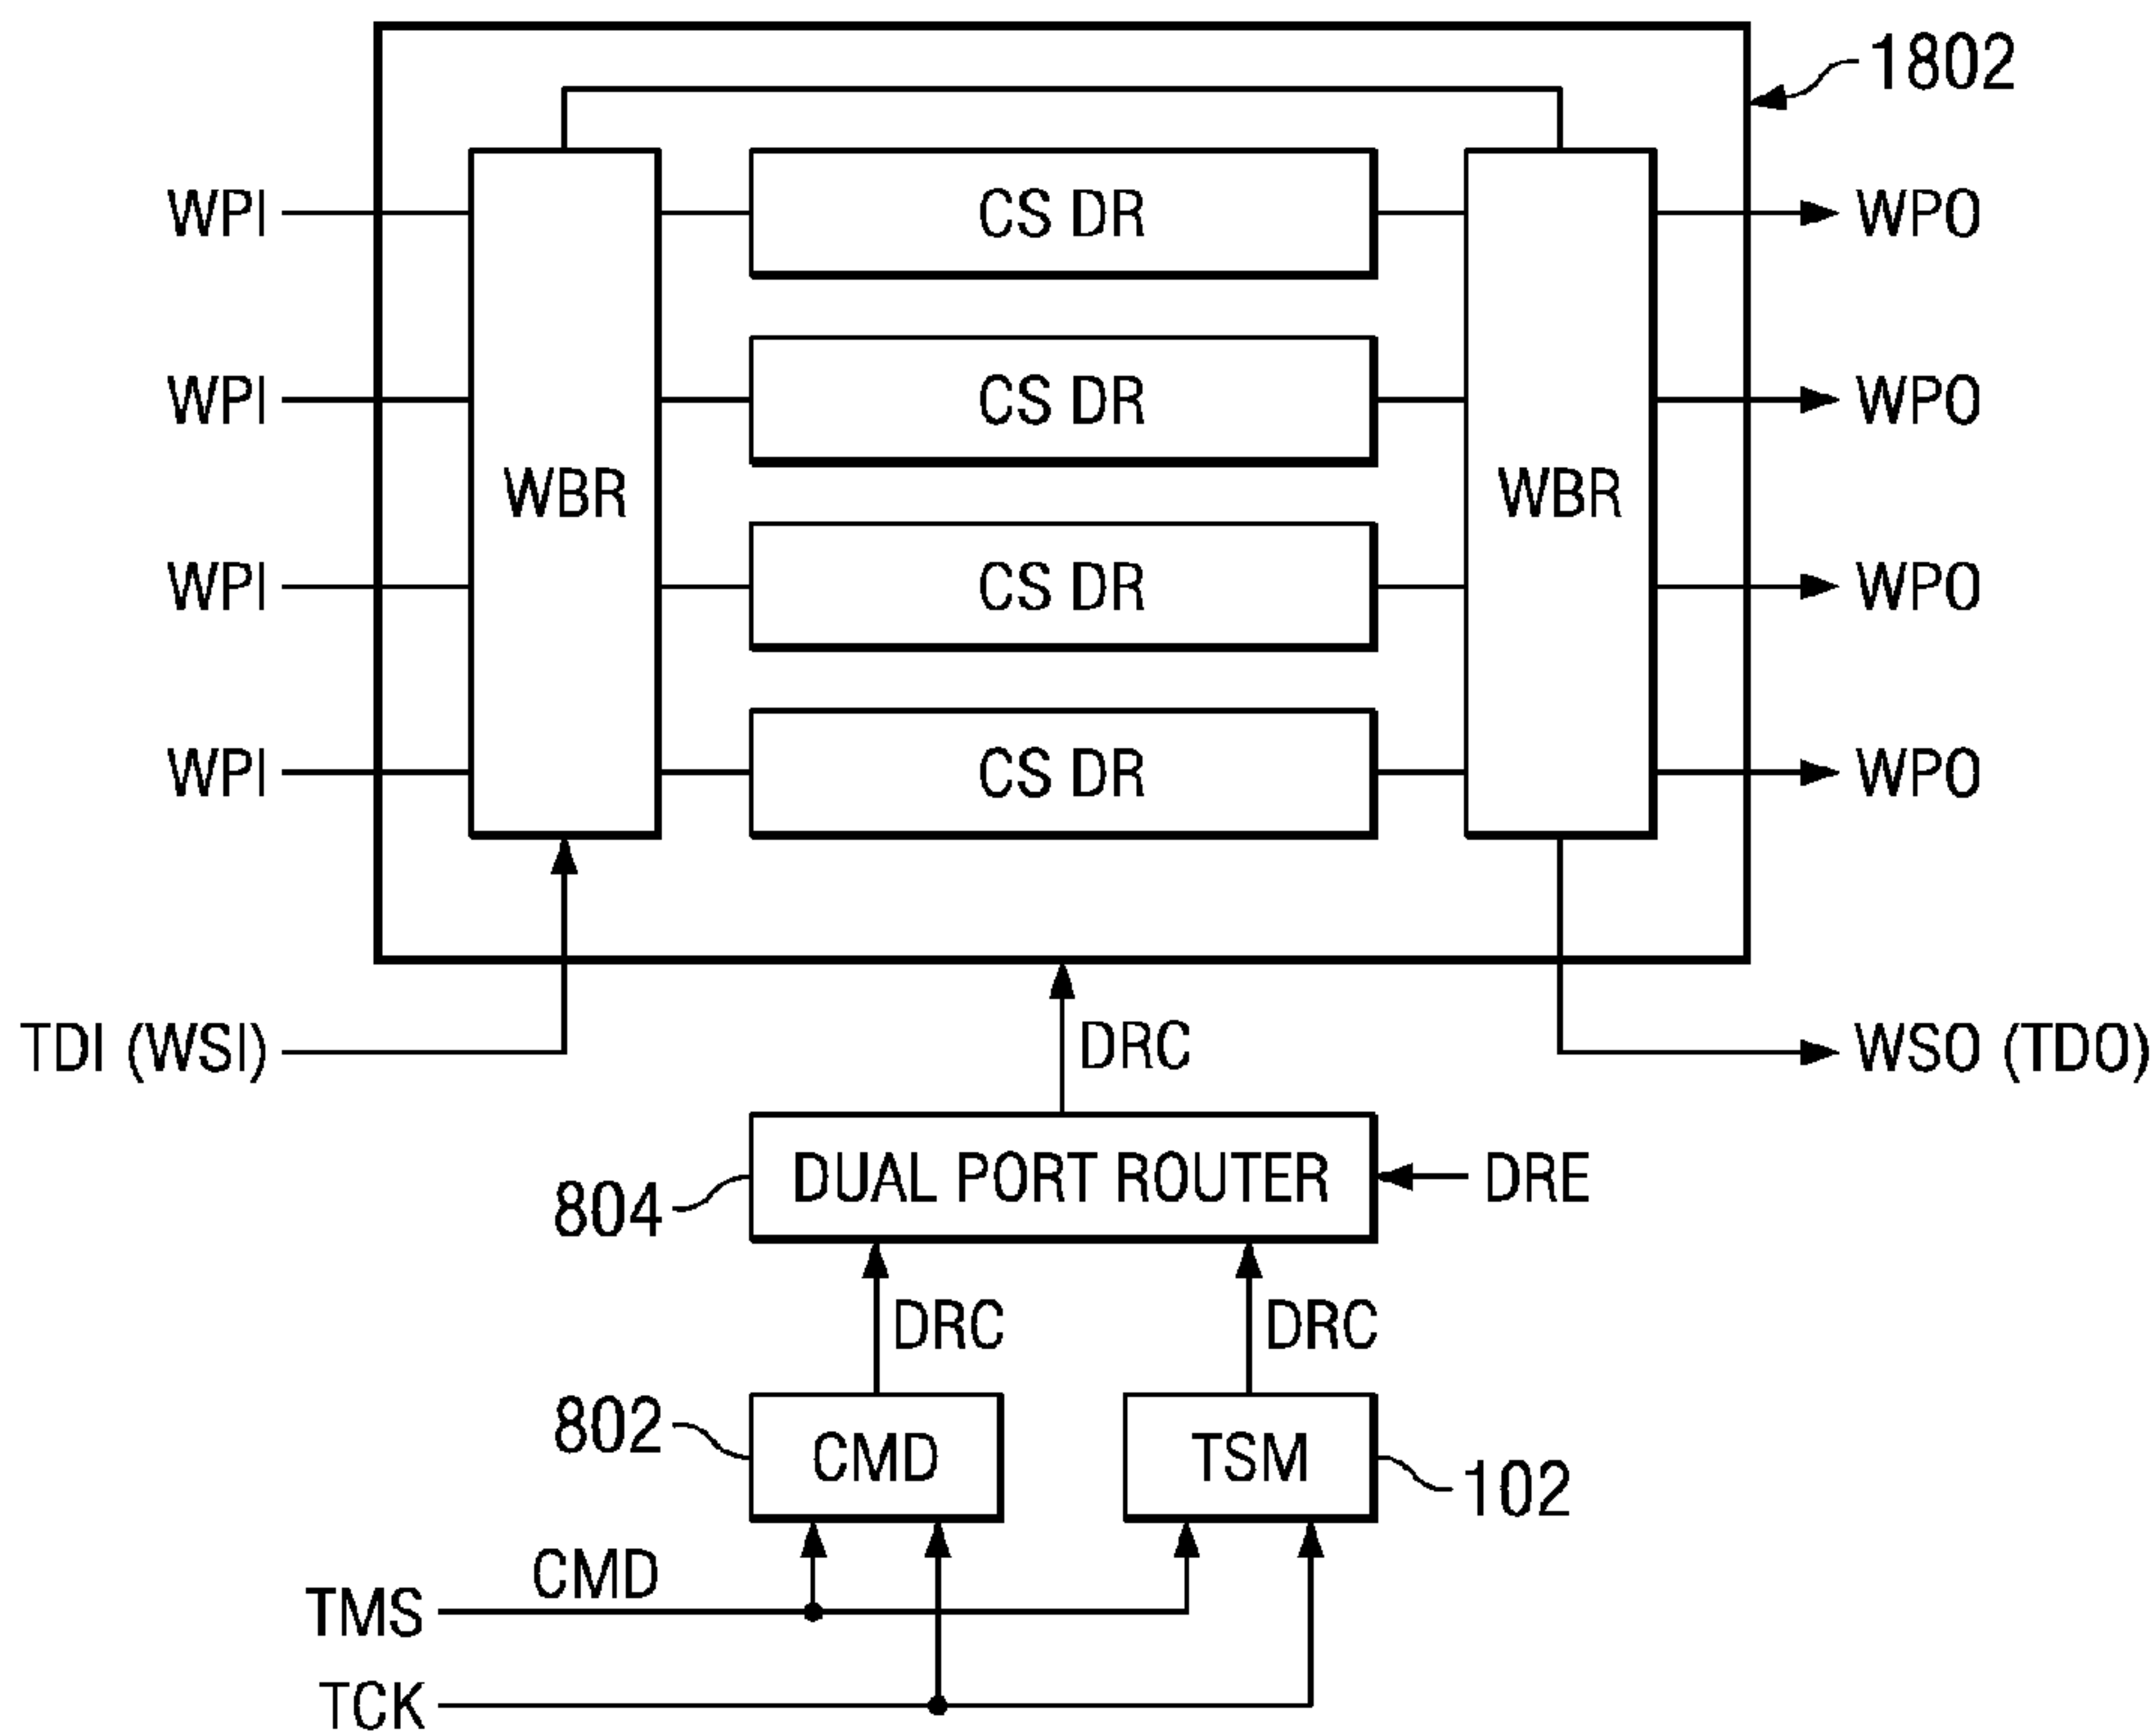 1802
WPI
CS DR
WPO
WPI
CS DR
WPO
WBR
WBR
WPI
CS DR
WPO
WPI
CS DR
WPO
TDI (WSI)
DRC
WSO (TDO)
804
DUAL PORT ROUTER
DRE
DRC
DRC
802
CMD
TSM
102
CMD
TMS
TCK